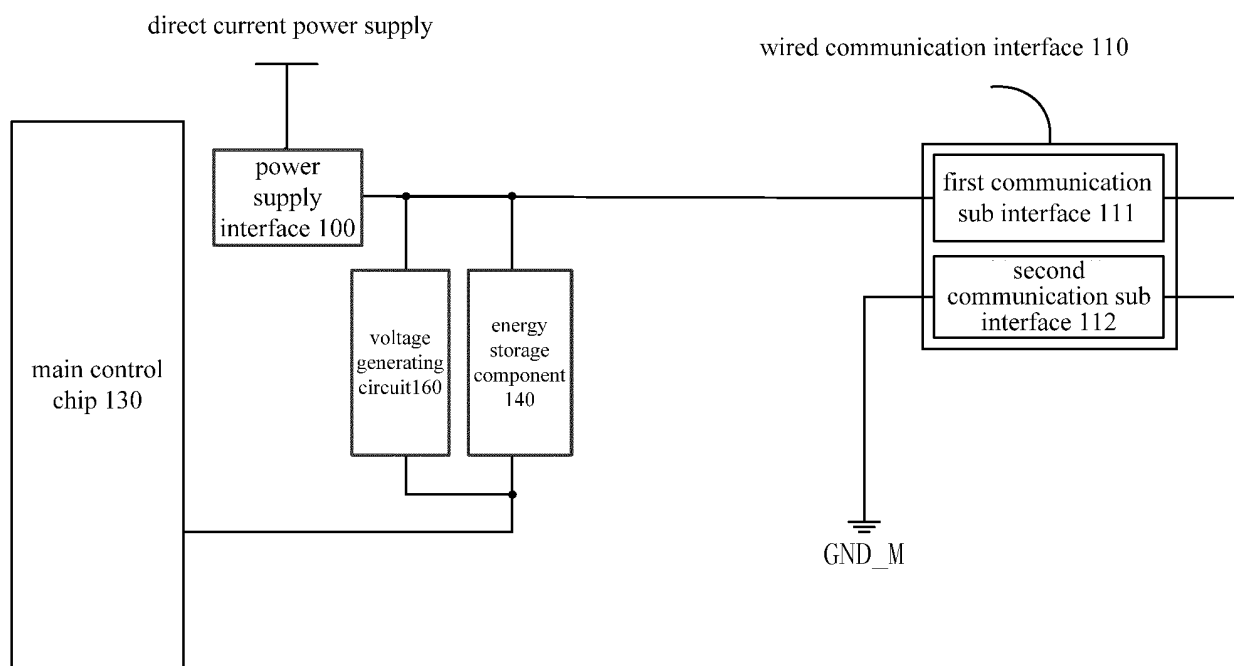 direct current power supply
wired communication interface 110
power
supply
interface 100
first communication
sub interface 111
second
communication sub
interface 112
voltage
generating
circuit160
energy
storage
component
140
main control
chip 130
GND_M